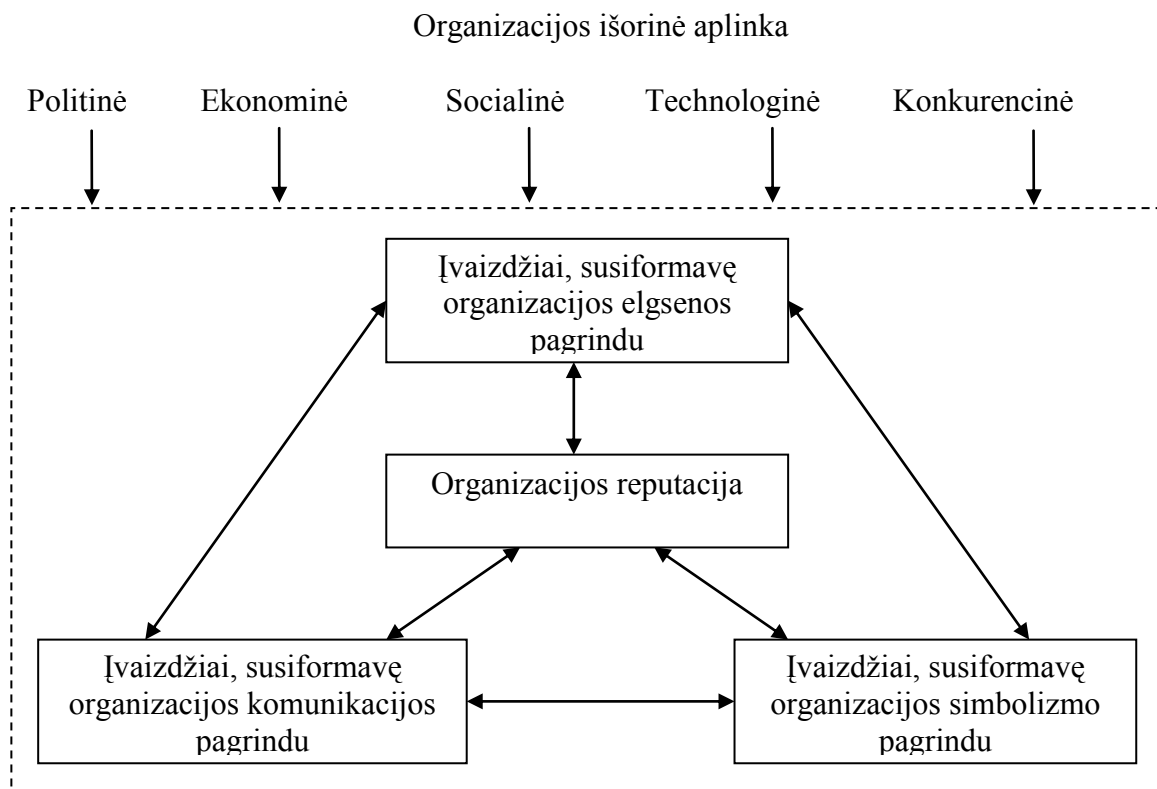 Organizacijos išorinė aplinka
Politinė Ekonominė Socialinė Technologinė Konkurencinė
Įvaizdžiai, susiformavę
organizacijos elgsenos
pagrindu
Organizacijos reputacija
Įvaizdžiai, susiformavę
organizacijos komunikacijos
pagrindu
Įvaizdžiai, susiformavę
organizacijos simbolizmo
pagrindu